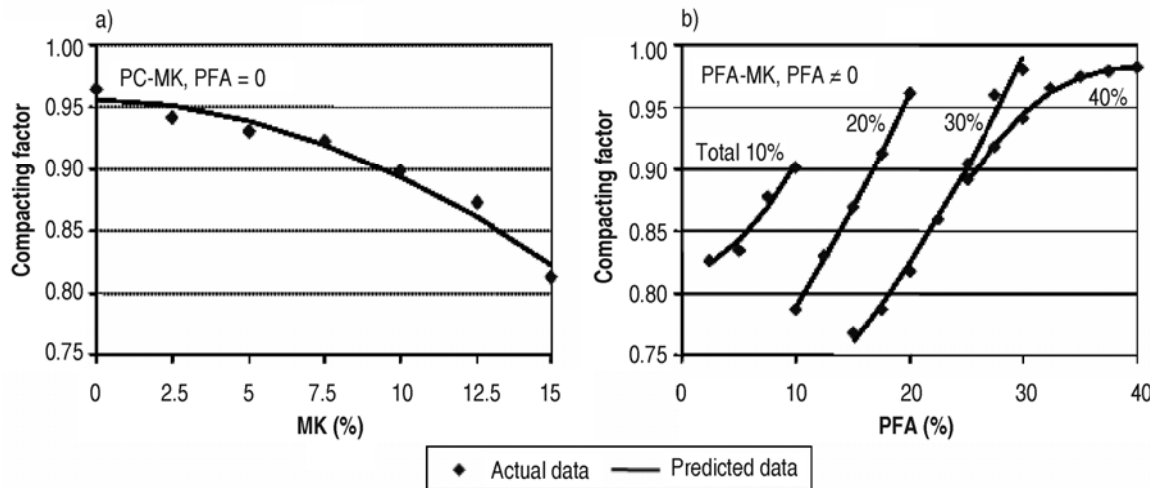 a)
1.00
0.95
0.90
0.85
0.80
0.75
Compacting factor
PC-MK, PFA = 0
0 2.5 5 7.5 10 12.5 15
MK (%)
b)
1.00
0.95
0.90
0.85
0.80
0.75
Compacting factor
PFA-MK, PFA ≠ 0
Total 10%
20%
30%
40%
0 10 20 30 40
PFA (%)
Actual data Predicted data